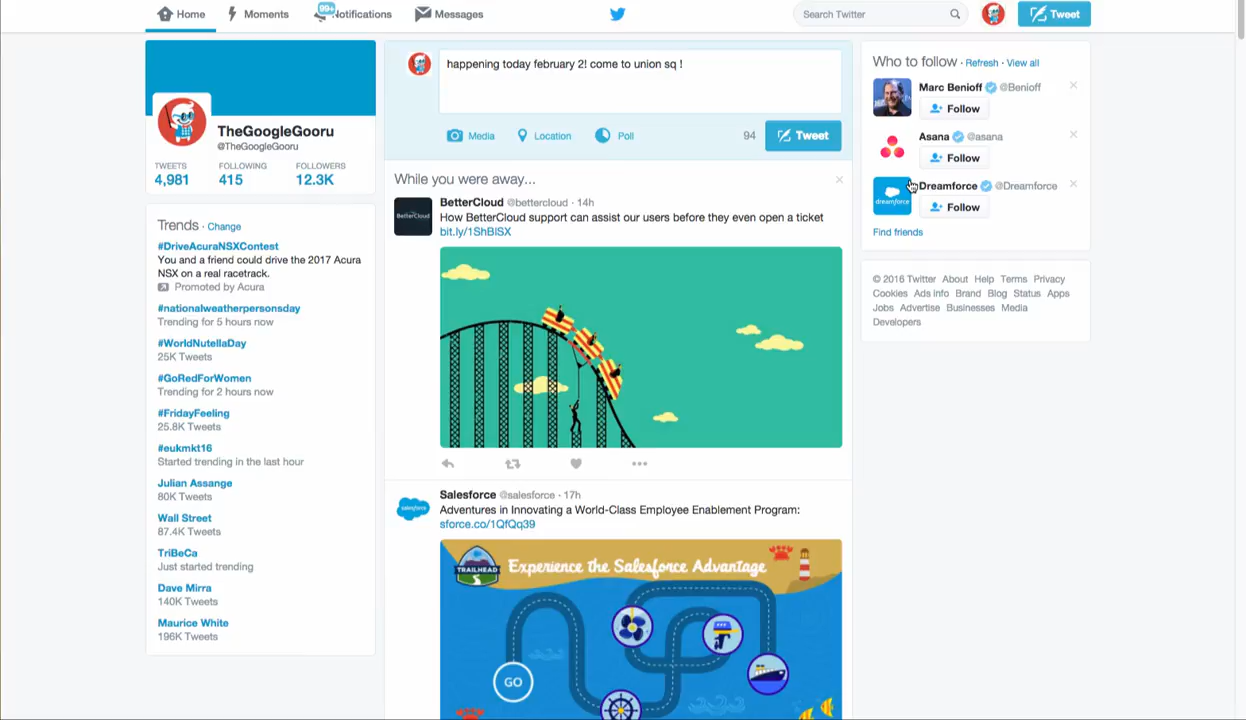 Home
Moments
99+
Notifications
Messages
Search Twitter
Tweet
TheGoogleGooru
@TheGoogleGooru
TWEETS FOLLOWING FOLLOWERS
4,981 415 12.3K
Trends · Change
#DriveAcuraNSXContest
You and a friend could drive the 2017 Acura
NSX on a real racetrack.
Promoted by Acura
#nationalweatherpersonsday
Trending for 5 hours now
#WorldNutellaDay
25K Tweets
#GoRedForWomen
Trending for 2 hours now
#FridayFeeling
25.8K Tweets
#eukmkt16
Started trending in the last hour
Julian Assange
80K Tweets
Wall Street
87.4K Tweets
TriBeCa
Just started trending
Dave Mirra
140K Tweets
Maurice White
196K Tweets
happening today february 2! come to union sq !
Media Location Poll 94 Tweet
While you were away...
BetterCloud @bettercloud · 14h
BetterCloud
How BetterCloud support can assist our users before they even open a ticket
bit.ly/1ShBlSX
Salesforce @salesforce · 17h
salesforce
Adventures in Innovating a World-Class Employee Enablement Program:
sforce.co/1QfQq39
TRAILHEAD
Experience the Salesforce Advantage
GO
Who to follow · Refresh · View all
Marc Benioff @Benioff
Follow
Asana @asana
Follow
Dreamforce @Dreamforce
dreamforce
Follow
Find friends
© 2016 Twitter About Help Terms Privacy
Cookies Ads info Brand Blog Status Apps
Jobs Advertise Businesses Media
Developers